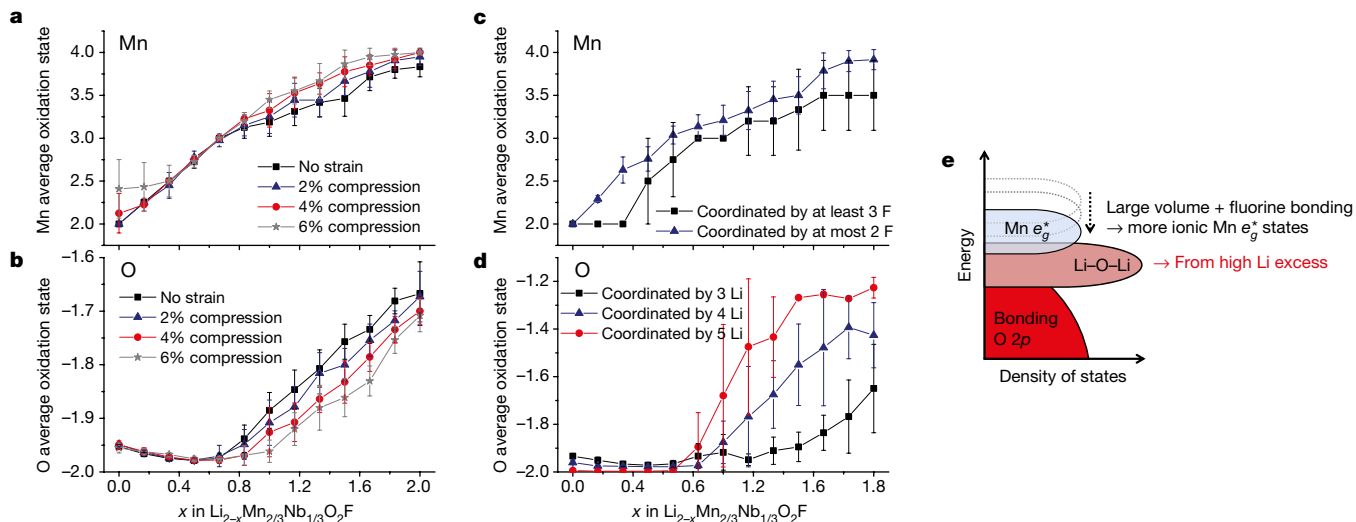 a
Mn
Mn average oxidation state
4.0
3.5
3.0
2.5
2.0
No strain
2% compression
4% compression
6% compression
b
O
O average oxidation state
−1.6
−1.7
−1.8
−1.9
−2.0
No strain
2% compression
4% compression
6% compression
0.0 0.4 0.8 1.2 1.6 2.0
x in Li2−xMn2/3Nb1/3O2F
c
Mn
Mn average oxidation state
4.0
3.5
3.0
2.5
2.0
Coordinated by at least 3 F
Coordinated by at most 2 F
d
O average oxidation state
−1.2
−1.4
−1.6
−1.8
−2.0
Coordinated by 3 Li
Coordinated by 4 Li
Coordinated by 5 Li
0.0 0.4 0.6 1.2 1.6 1.8
x in Li2−xMn2/3Nb1/3O2F
e
Energy
Mn eg*
Large volume + fluorine bonding
→ more ionic Mn eg* states
Li–O–Li
→ From high Li excess
Bonding
O 2p
Density of states